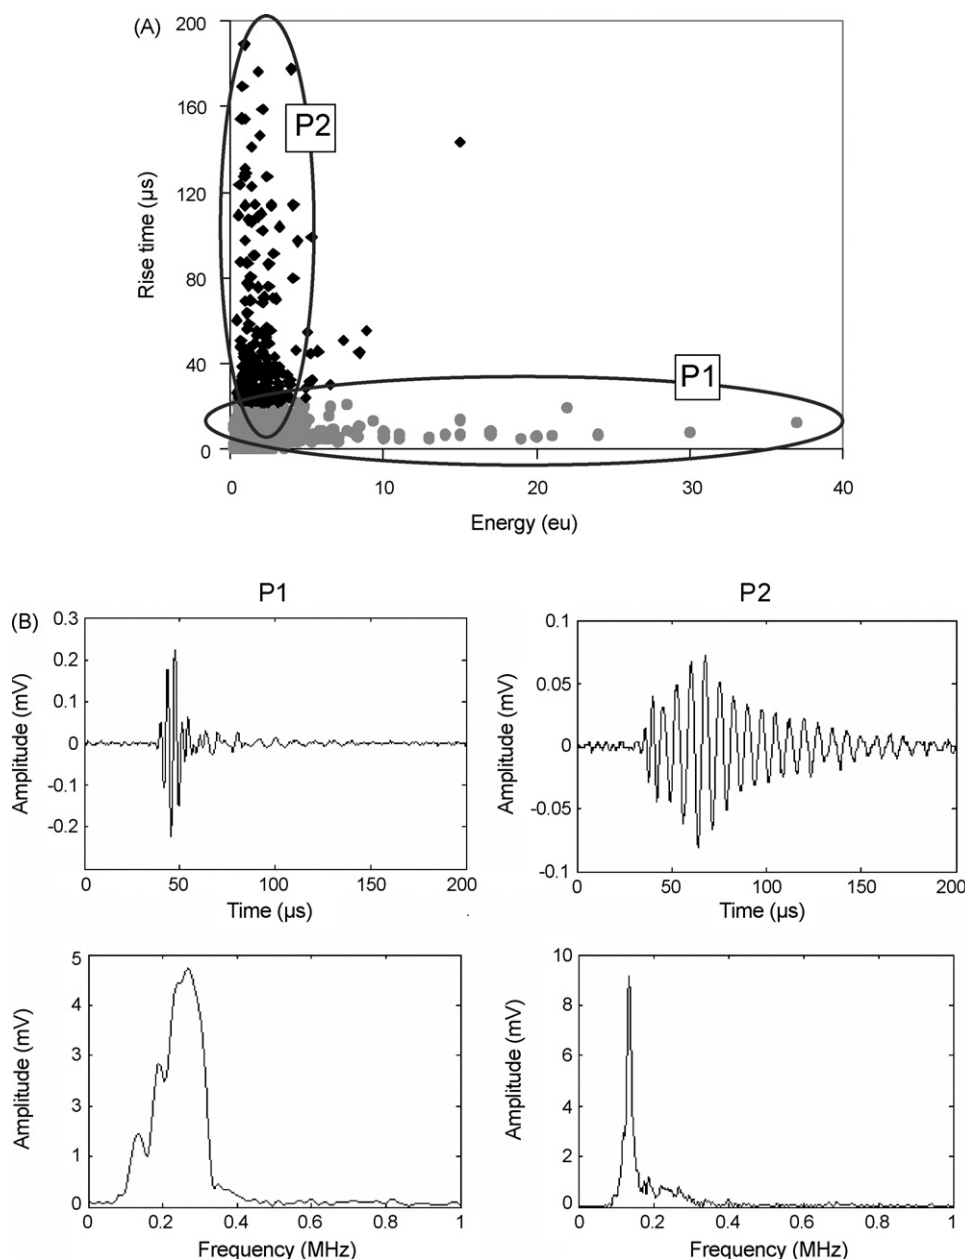 (A)
200
160
120
80
40
0
Rise time (µs)
P2
P1
0 10 20 30 40
Energy (eu)
(B)
P1
0.3
0.2
0.1
0
-0.1
-0.2
Amplitude (mV)
0 50 100 150 200
Time (µs)
P2
0.1
0.05
0
-0.05
-0.1
Amplitude (mV)
0 50 100 150 200
Time (µs)
5
4
3
3
1
0
Amplitude (mV)
0 0.2 0.4 0.6 0.8 1
Frequency (MHz)
10
8
6
4
2
0
Amplitude (mV)
0 0.2 0.4 0.6 0.8 1
Frequency (MHz)